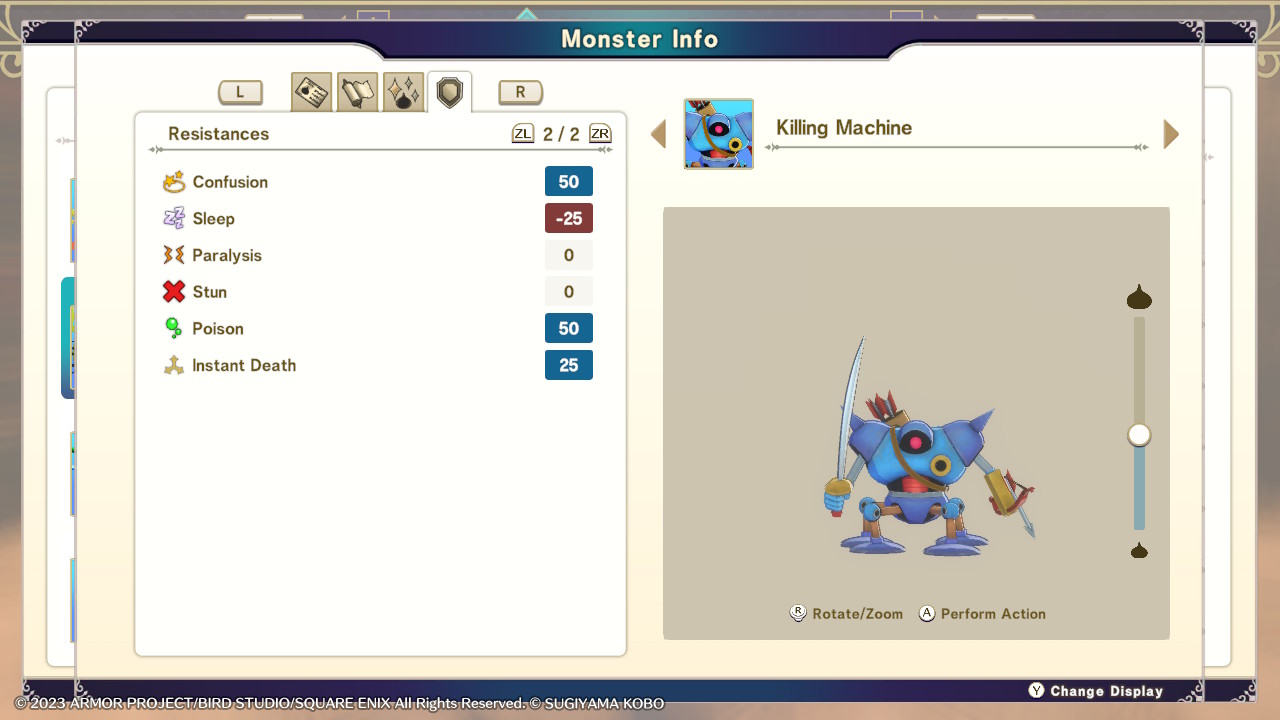 Monster Info
L
R
Resistances
ZL 2 / 2 ZR
Confusion 50
Sleep -25
Paralysis 0
Stun 0
Poison 50
Instant Death 25
Killing Machine
R Rotate/Zoom A Perform Action
Y Change Display
© 2023 ARMOR PROJECT/BIRD STUDIO/SQUARE ENIX All Rights Reserved. © SUGIYAMA KOBO